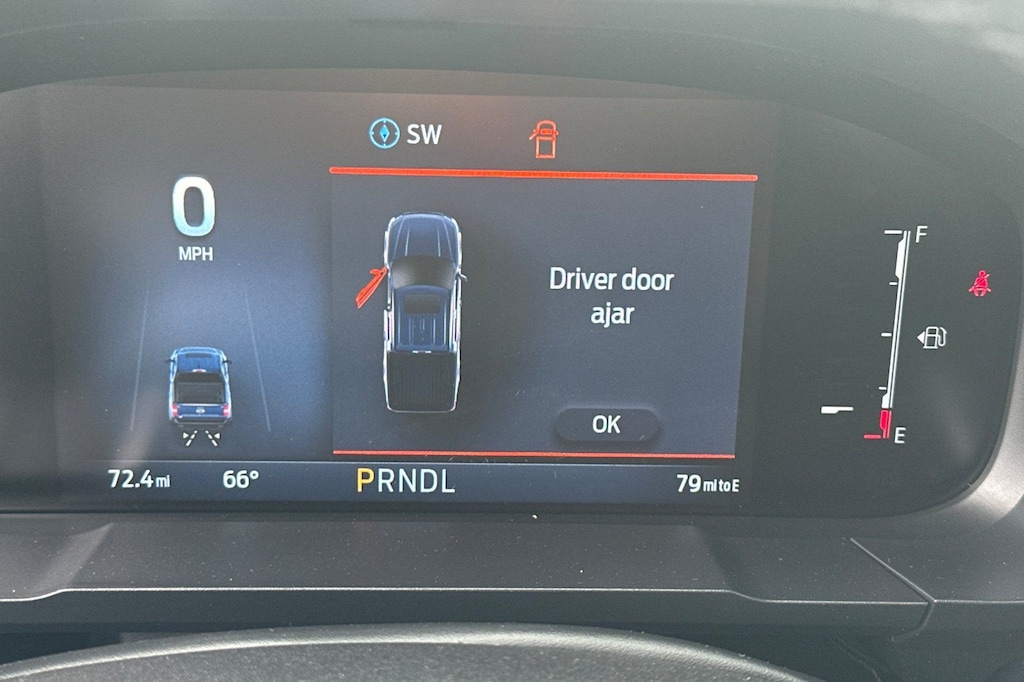 SW
0
MPH
Driver door
ajar
OK
F
E
72.4 mi 66° PRNDL 79 mi to E